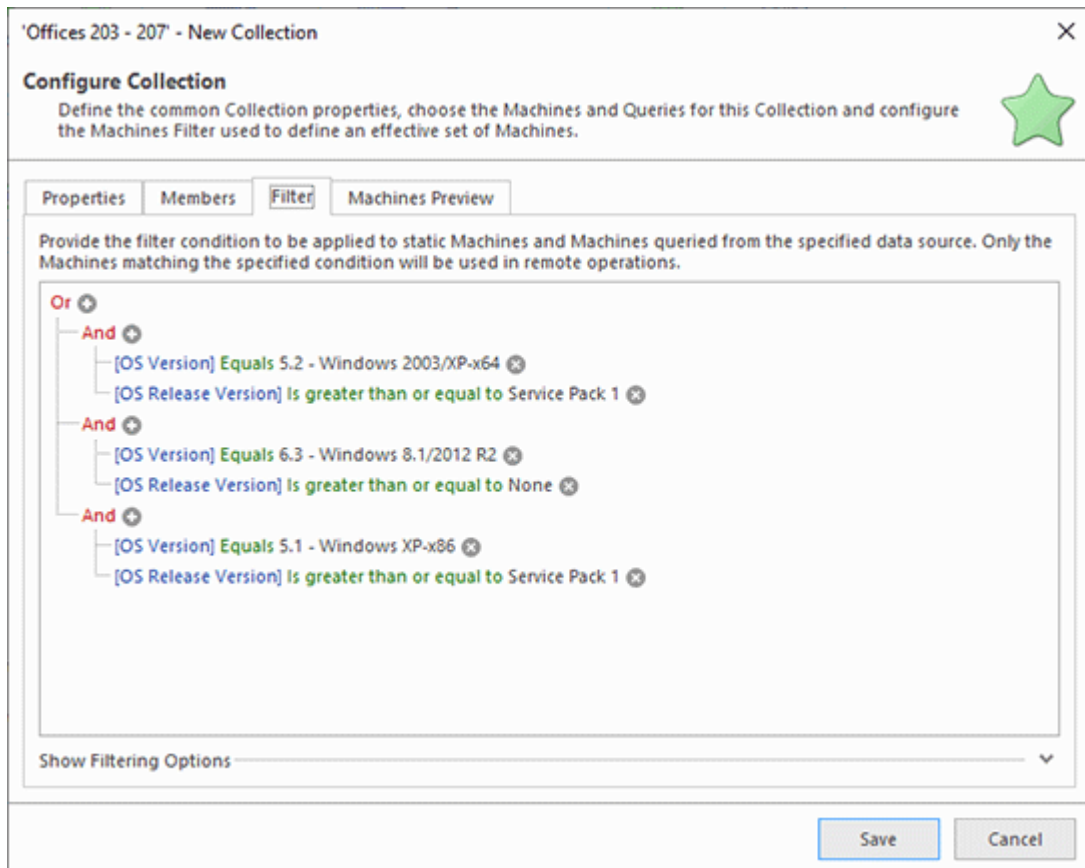 'Offices 203 - 207' - New Collection
Configure Collection
Define the common Collection properties, choose the Machines and Queries for this Collection and configure
the Machines Filter used to define an effective set of Machines.
Properties Members Filter Machines Preview
Provide the filter condition to be applied to static Machines and Machines queried from the specified data source. Only the
Machines matching the specified condition will be used in remote operations.
Or
And
[OS Version] Equals 5.2 - Windows 2003/XP-x64
[OS Release Version] Is greater than or equal to Service Pack 1
And
[OS Version] Equals 6.3 - Windows 8.1/2012 R2
[OS Release Version] Is greater than or equal to None
And
[OS Version] Equals 5.1 - Windows XP-x86
[OS Release Version] Is greater than or equal to Service Pack 1
Show Filtering Options
Save Cancel